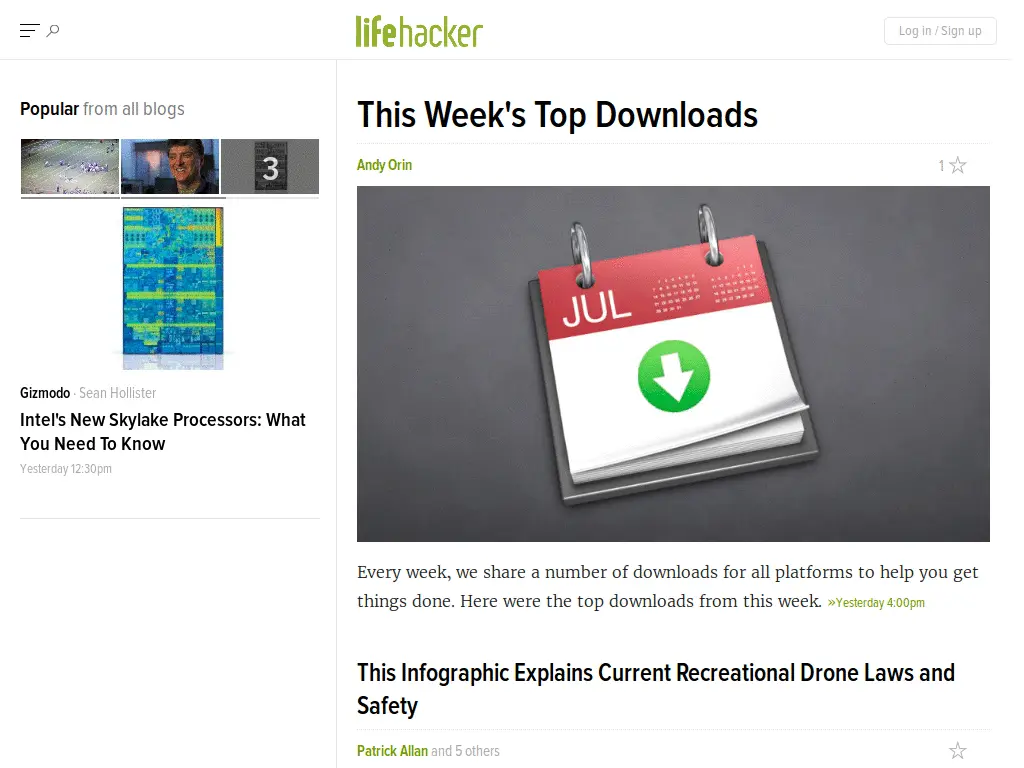 lifehacker
Log in / Sign up
Popular from all blogs
3
Gizmodo · Sean Hollister
Intel's New Skylake Processors: What
You Need To Know
Yesterday 12:30pm
This Week's Top Downloads
Andy Orin
1
JUL
Every week, we share a number of downloads for all platforms to help you get
things done. Here were the top downloads from this week. »Yesterday 4:00pm
This Infographic Explains Current Recreational Drone Laws and
Safety
Patrick Allan and 5 others